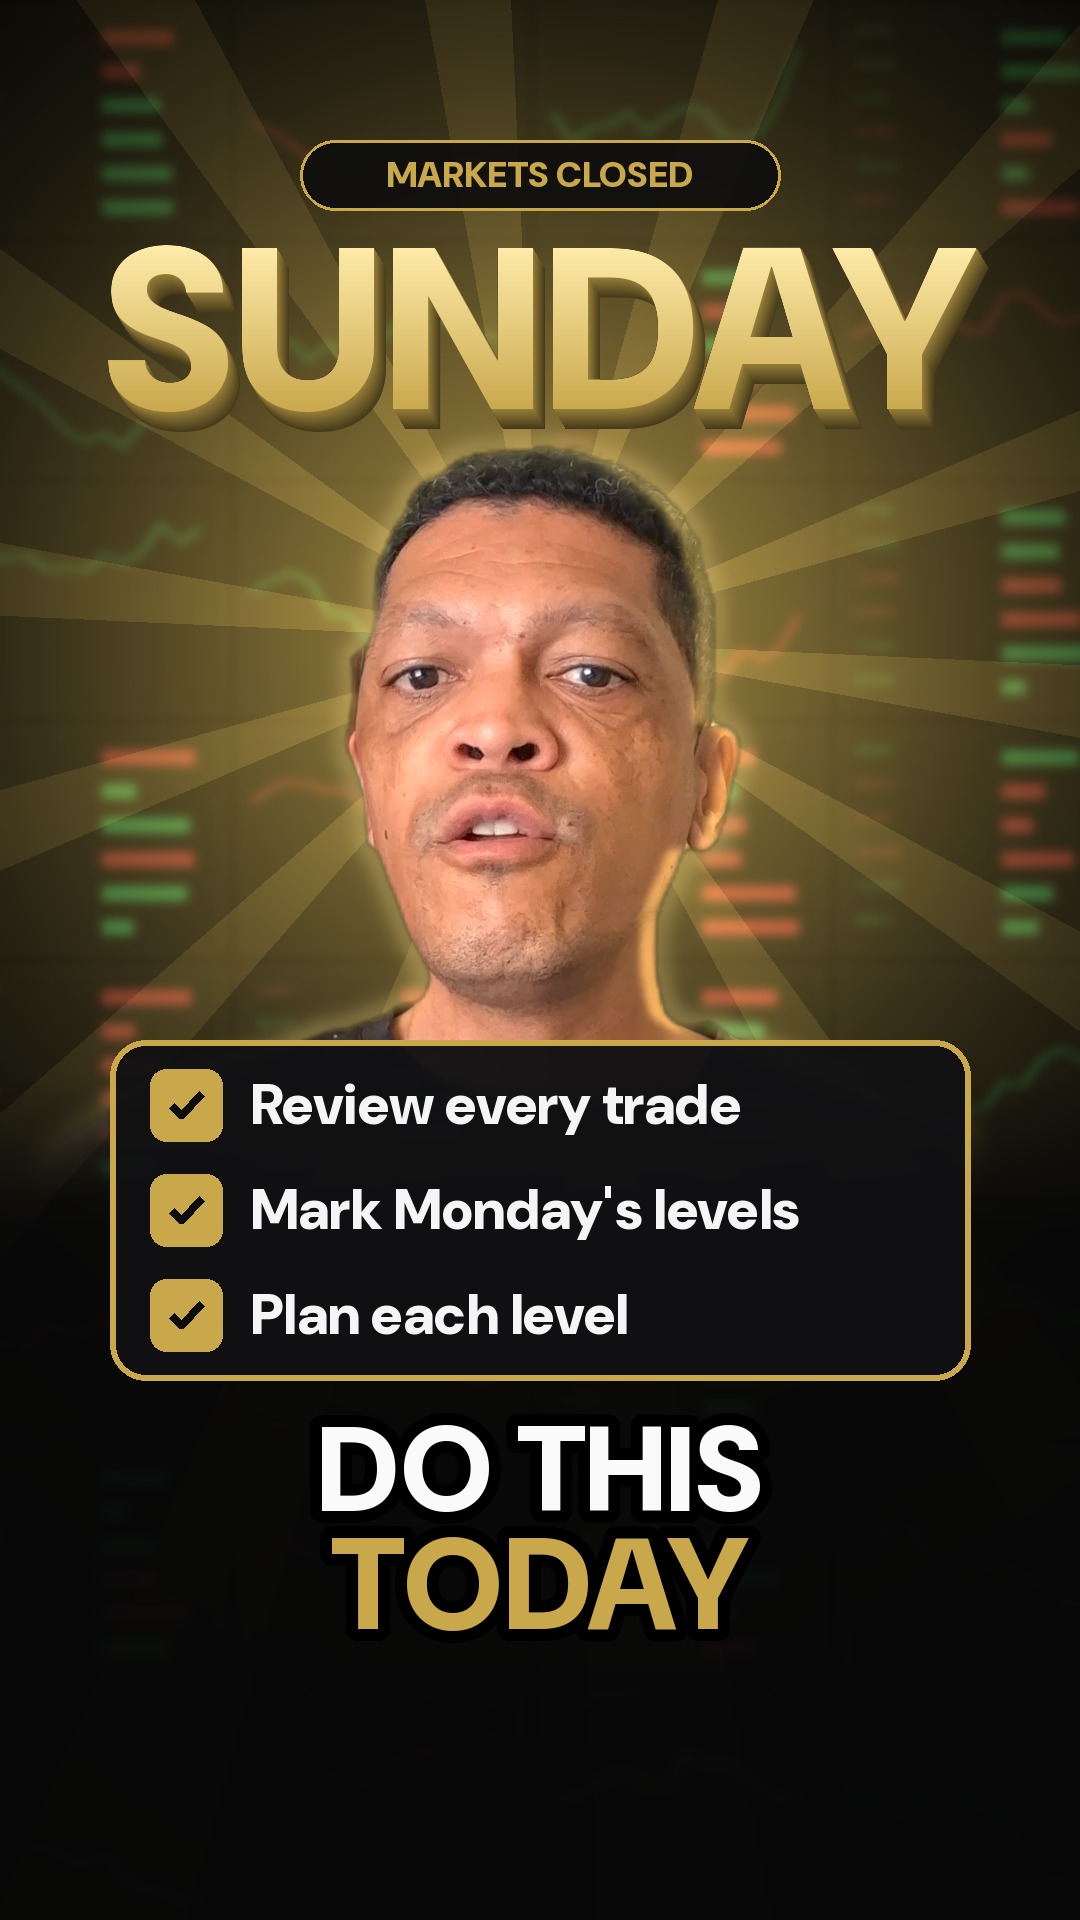 MARKETS CLOSED
SUNDAY
Review every trade
Mark Monday's levels
Plan each level
DO THIS
TODAY